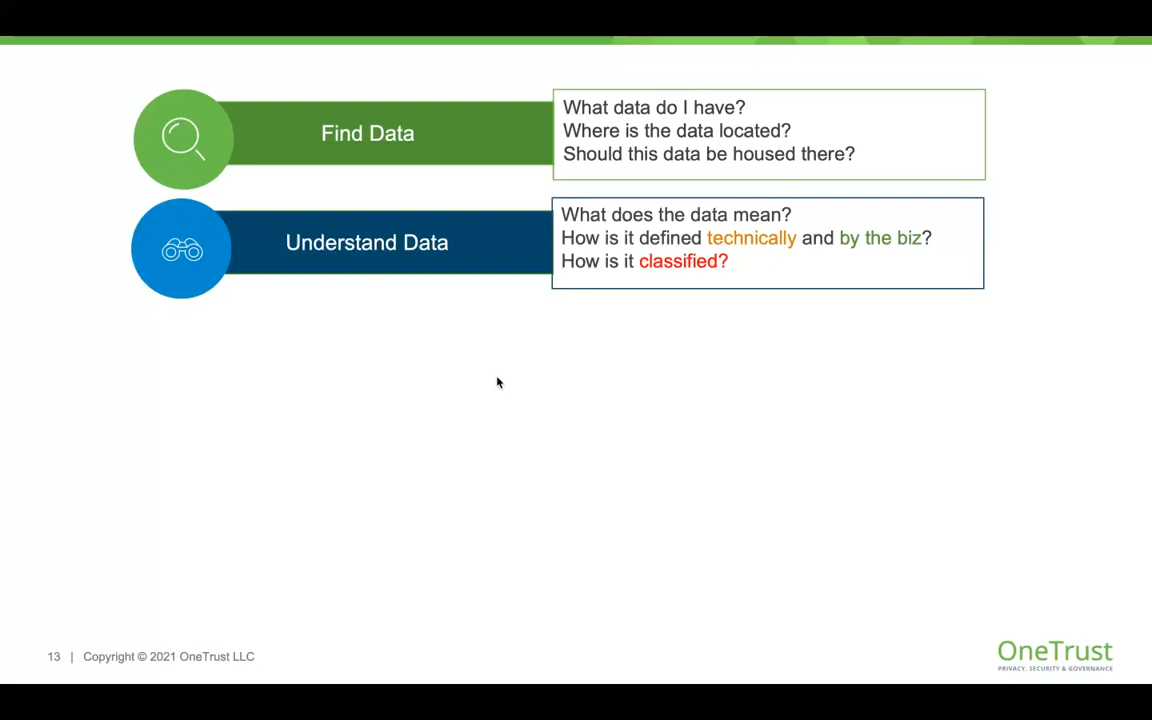 Find Data
What data do I have?
Where is the data located?
Should this data be housed there?
Understand Data
What does the data mean?
How is it defined technically and by the biz?
How is it classified?
13 | Copyright © 2021 OneTrust LLC
OneTrust
PRIVACY, SECURITY & GOVERNANCE